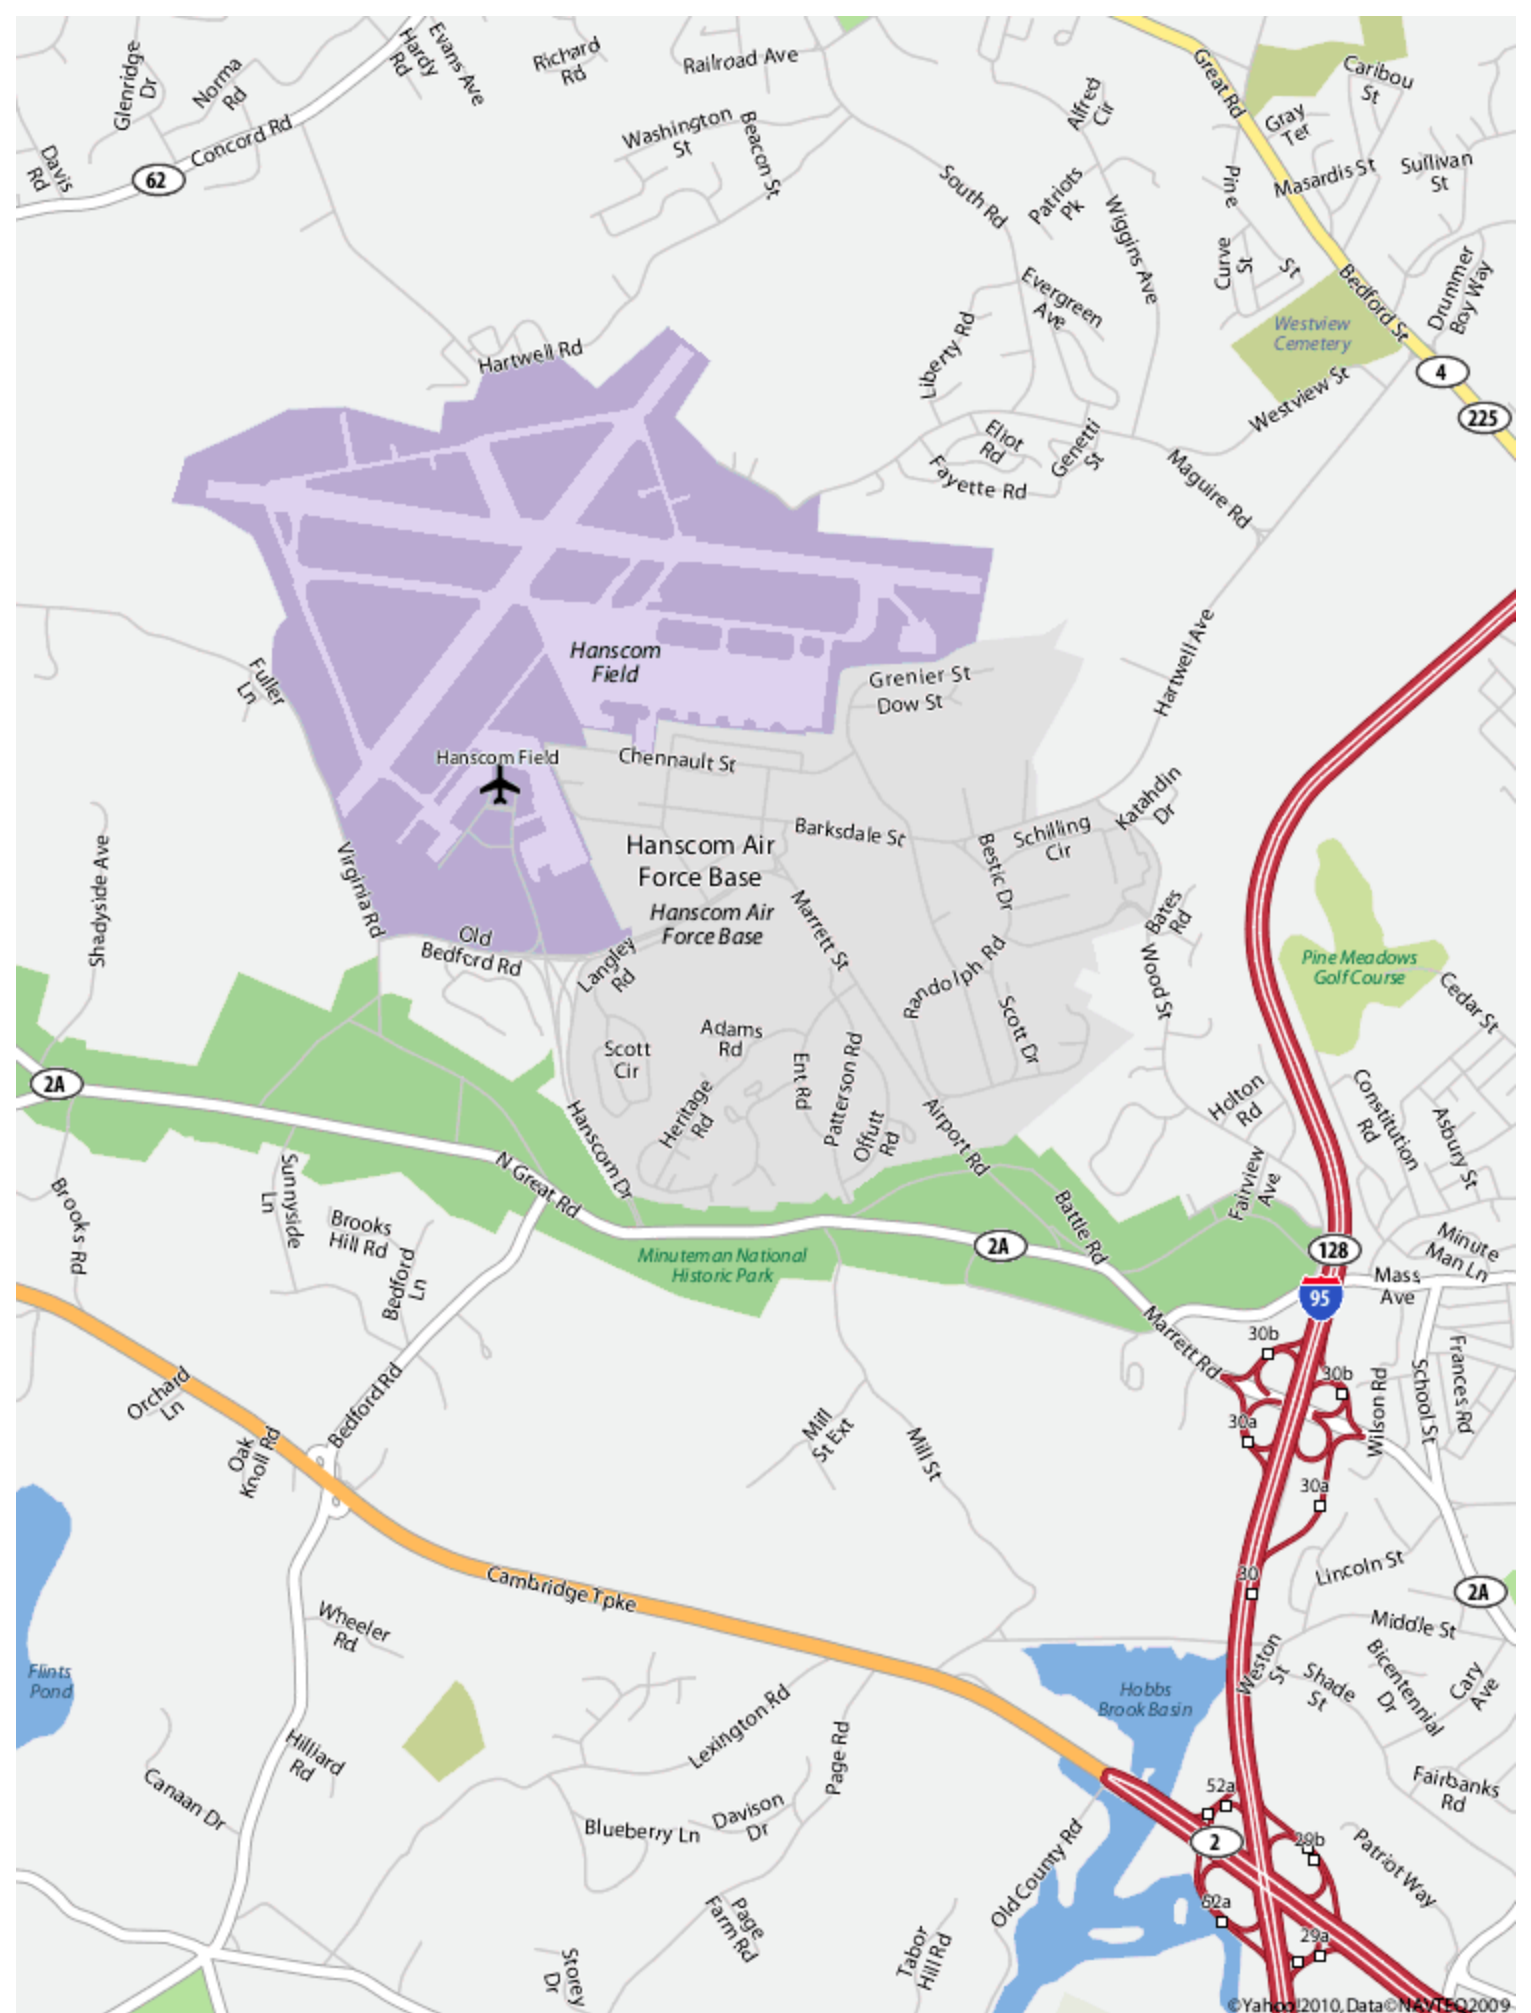 Glenridge
Dr
Norma
Rd
Hardy
Rd
Evans Ave
Richard
Rd
Railroad Ave
Great Rd
Caribou
St
Davis
Rd
62
Concord Rd
Washington
St
Beacon St
Alfred
Cir
Gray
Ter
South Rd
Patriots
Pk
Pine
St
Masardis St
Sullivan
St
Wiggins Ave
Curve
St
Evergreen
Ave
Bedford St
Drummer
Boy Way
Hartwell Rd
Liberty Rd
Westview
Cemetery
4
Westview St
225
Eliot
Rd
Genetti
St
Fayette Rd
Maguire Rd
Hanscom
Field
Fuller
Ln
Grenier St
Dow St
Hartwell Ave
Hanscom Field
Chennault St
Katahdin
Dr
Shadyside Ave
Virginia Rd
Hanscom Air
Force Base
Hanscom Air
Force Base
Barksdale St
Bestic Dr
Schilling
Cir
Marrett St
Bates
Rd
Old
Bedford Rd
Langley
Rd
Randolph Rd
Wood St
Pine Meadows
Golf Course
Cedar St
Scott
Cir
Adams
Rd
Scott Dr
2A
Heritage
Rd
Ent Rd
Patterson Rd
Offutt
Rd
Airport Rd
Holton
Rd
Constitution
Rd
Asbury St
Hanscom Dr
N Great Rd
Brooks Rd
Sunnyside
Ln
Brooks
Hill Rd
Bedford
Ln
Minuteman National
Historic Park
2A
Battle Rd
Fairview
Ave
128
Minute
Man Ln
Mass
Ave
95
Marrett Rd
30b
30b
Orchard
Ln
Oak
Knoll Rd
Bedford Rd
Mill
St Ext
Mill St
30a
30a
Wilson Rd
School St
Frances Rd
Cambridge Tpke
30
Lincoln St
2A
Middle St
Wheeler
Rd
Flints
Pond
Hobbs
Brook Basin
Weston
St
Shade
St
Bicentennial
Dr
Cary
Ave
Lexington Rd
Page Rd
Hilliard
Rd
Canaan Dr
Blueberry Ln
Davison
Dr
52a
2
29b
Fairbanks
Rd
Patriot Way
Old County Rd
Page
Farm Rd
Tabor
Hill Rd
Storey
Dr
52a
29a
©Yahoo!2010, Data©NAVTEQ2009